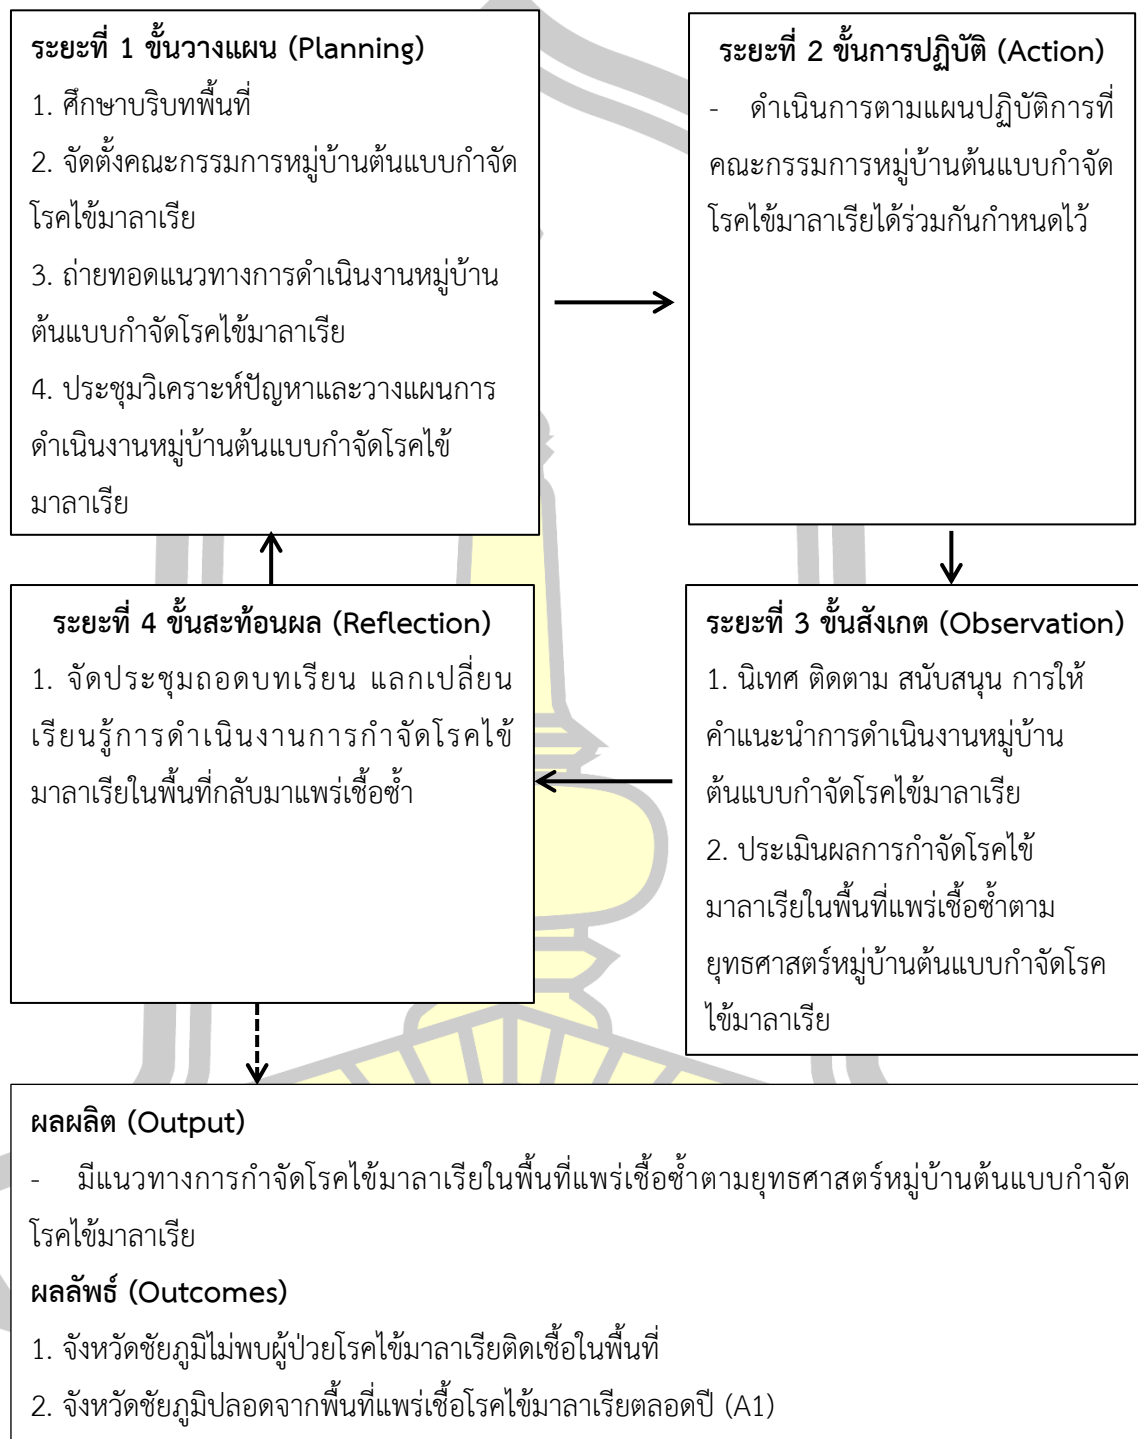 ระยะที่ 1 ขั้นวางแผน (Planning)
1. ศึกษาบริบทพื้นที่
2. จัดตั้งคณะกรรมการหมู่บ้านต้นแบบกำจัด
โรคไข้มาลาเรีย
3. ถ่ายทอดแนวทางการดำเนินงานหมู่บ้าน
ต้นแบบกำจัดโรคไข้มาลาเรีย
4. ประชุมวิเคราะห์ปัญหาและวางแผนการ
ดำเนินงานหมู่บ้านต้นแบบกำจัดโรคไข้
มาลาเรีย
ระยะที่ 2 ขั้นการปฏิบัติ (Action)
- ดำเนินการตามแผนปฏิบัติการที่
คณะกรรมการหมู่บ้านต้นแบบกำจัด
โรคไข้มาลาเรียได้ร่วมกันกำหนดไว้
ระยะที่ 3 ขั้นสังเกต (Observation)
1. นิเทศ ติดตาม สนับสนุน การให้
คำแนะนำการดำเนินงานหมู่บ้าน
ต้นแบบกำจัดโรคไข้มาลาเรีย
2. ประเมินผลการกำจัดโรคไข้
มาลาเรียในพื้นที่แพร่เชื้อซ้ำตาม
ยุทธศาสตร์หมู่บ้านต้นแบบกำจัดโรค
ไข้มาลาเรีย
ระยะที่ 4 ขั้นสะท้อนผล (Reflection)
1. จัดประชุมถอดบทเรียน แลกเปลี่ยน
เรียนรู้การดำเนินงานการกำจัดโรคไข้
มาลาเรียในพื้นที่กลับมาแพร่เชื้อซ้ำ
ผลผลิต (Output)
- มีแนวทางการกำจัดโรคไข้มาลาเรียในพื้นที่แพร่เชื้อซ้ำตามยุทธศาสตร์หมู่บ้านต้นแบบกำจัด
โรคไข้มาลาเรีย
ผลลัพธ์ (Outcomes)
1. จังหวัดชัยภูมิไม่พบผู้ป่วยโรคไข้มาลาเรียติดเชื้อในพื้นที่
2. จังหวัดชัยภูมิปลอดจากพื้นที่แพร่เชื้อโรคไข้มาลาเรียตลอดปี (A1)